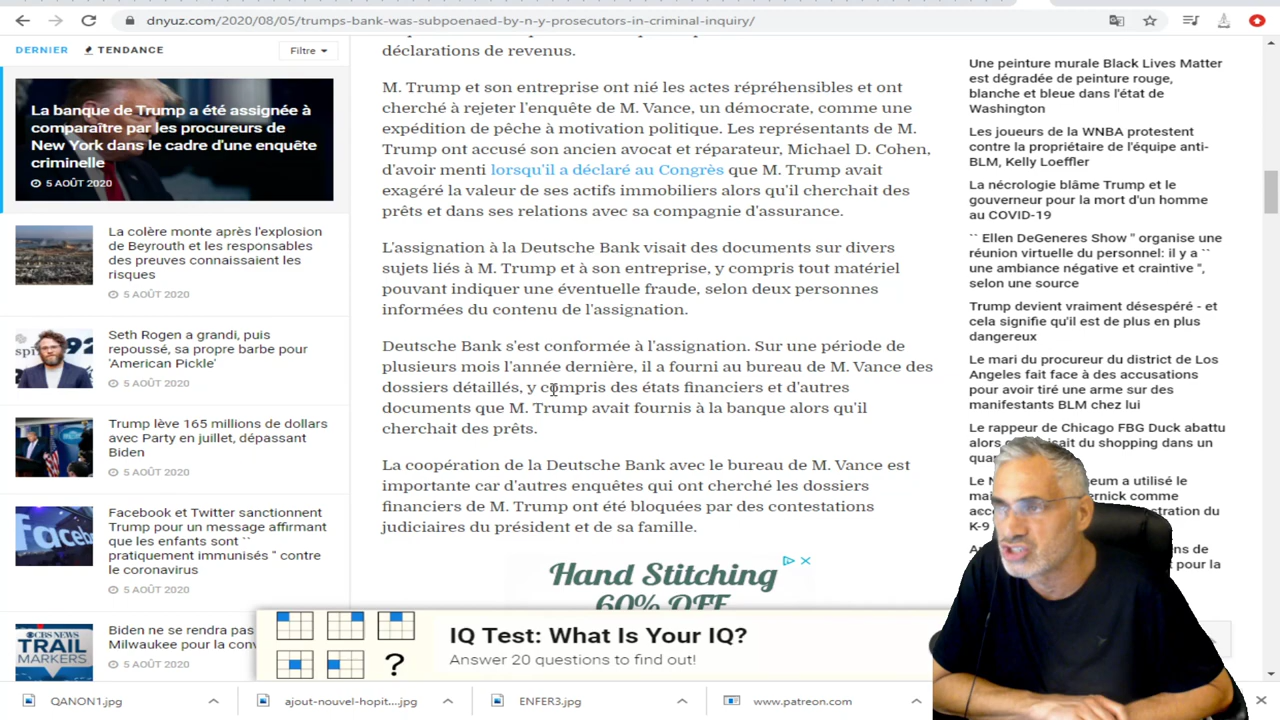 dnyuz.com/2020/08/05/trumps-bank-was-subpoenaed-by-n-y-prosecutors-in-criminal-inquiry/
DERNIER
TENDANCE
Filtre
La banque de Trump a été assignée à
comparaître par les procureurs de
New York dans le cadre d'une enquête
criminelle
5 AOÛT 2020
La colère monte après l'explosion
de Beyrouth et les responsables
des preuves connaissaient les
risques
5 AOÛT 2020
Seth Rogen a grandi, puis
repoussé, sa propre barbe pour
'American Pickle'
5 AOÛT 2020
Trump lève 165 millions de dollars
avec Party en juillet, dépassant
Biden
5 AOÛT 2020
Facebook et Twitter sanctionnent
Trump pour un message affirmant
que les enfants sont ``
pratiquement immunisés '' contre
le coronavirus
5 AOÛT 2020
CBS NEWS
TRAIL
MARKERS
Biden ne se rendra pas
Milwaukee pour la conv
5 AOÛT 2020
déclarations de revenus.
M. Trump et son entreprise ont nié les actes répréhensibles et ont
cherché à rejeter l'enquête de M. Vance, un démocrate, comme une
expédition de pêche à motivation politique. Les représentants de M.
Trump ont accusé son ancien avocat et réparateur, Michael D. Cohen,
d'avoir menti lorsqu'il a déclaré au Congrès que M. Trump avait
exagéré la valeur de ses actifs immobiliers alors qu'il cherchait des
prêts et dans ses relations avec sa compagnie d'assurance.
L'assignation à la Deutsche Bank visait des documents sur divers
sujets liés à M. Trump et à son entreprise, y compris tout matériel
pouvant indiquer une éventuelle fraude, selon deux personnes
informées du contenu de l'assignation.
Deutsche Bank s'est conformée à l'assignation. Sur une période de
plusieurs mois l'année dernière, il a fourni au bureau de M. Vance des
dossiers détaillés, y compris des états financiers et d'autres
documents que M. Trump avait fournis à la banque alors qu'il
cherchait des prêts.
La coopération de la Deutsche Bank avec le bureau de M. Vance est
importante car d'autres enquêtes qui ont cherché les dossiers
financiers de M. Trump ont été bloquées par des contestations
judiciaires du président et de sa famille.
Hand Stitching
60% OFF
IQ Test: What Is Your IQ?
Answer 20 questions to find out!
?
Une peinture murale Black Lives Matter
est dégradée de peinture rouge,
blanche et bleue dans l'état de
Washington
Les joueurs de la WNBA protestent
contre la propriétaire de l'équipe anti-
BLM, Kelly Loeffler
La nécrologie blâme Trump et le
gouverneur pour la mort d'un homme
au COVID-19
`` Ellen DeGeneres Show '' organise une
réunion virtuelle du personnel: il y a ``
une ambiance négative et craintive '',
selon une source
Trump devient vraiment désespéré - et
cela signifie qu'il est de plus en plus
dangereux
Le mari du procureur du district de Los
Angeles fait face à des accusations
pour avoir tiré une arme sur des
manifestants BLM chez lui
Le rappeur de Chicago FBG Duck abattu
alors du shopping dans un
Le
comme
du
K-9
de
pour la
QANON1.jpg
ajout-nouvel-hopit....jpg
ENFER3.jpg
www.patreon.com